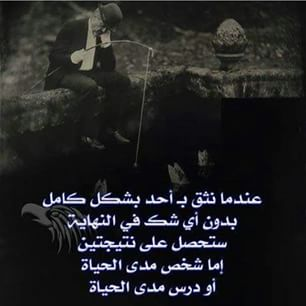 عندما نثق بـ أحد بشكل كامل
بدون أي شك في النهاية
ستحصل على نتيجتين
إما شخص مدى الحياة
أو درس مدى الحياة